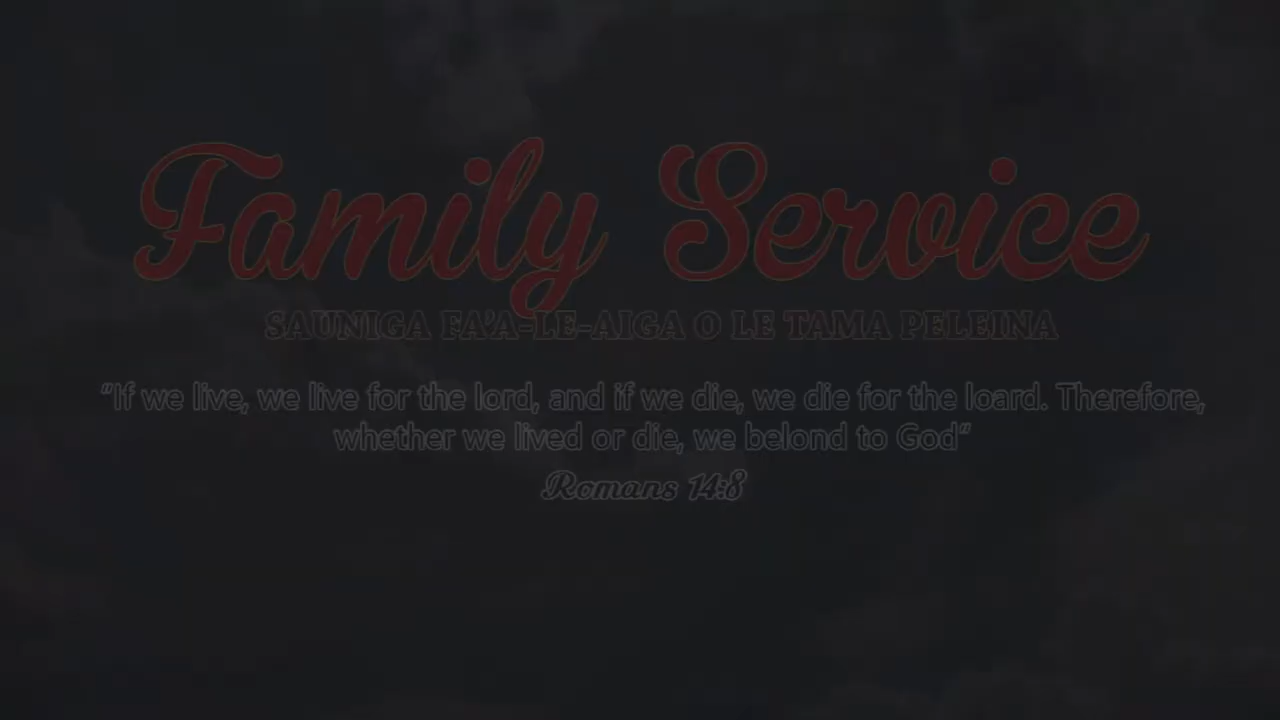 Family Service
SAUNIGA FA'A-LE-AIGA O LE TAMA PELEINA
"If we live, we live for the lord, and if we die, we die for the loard. Therefore,
whether we lived or die, we belond to God"
Romans 14:8